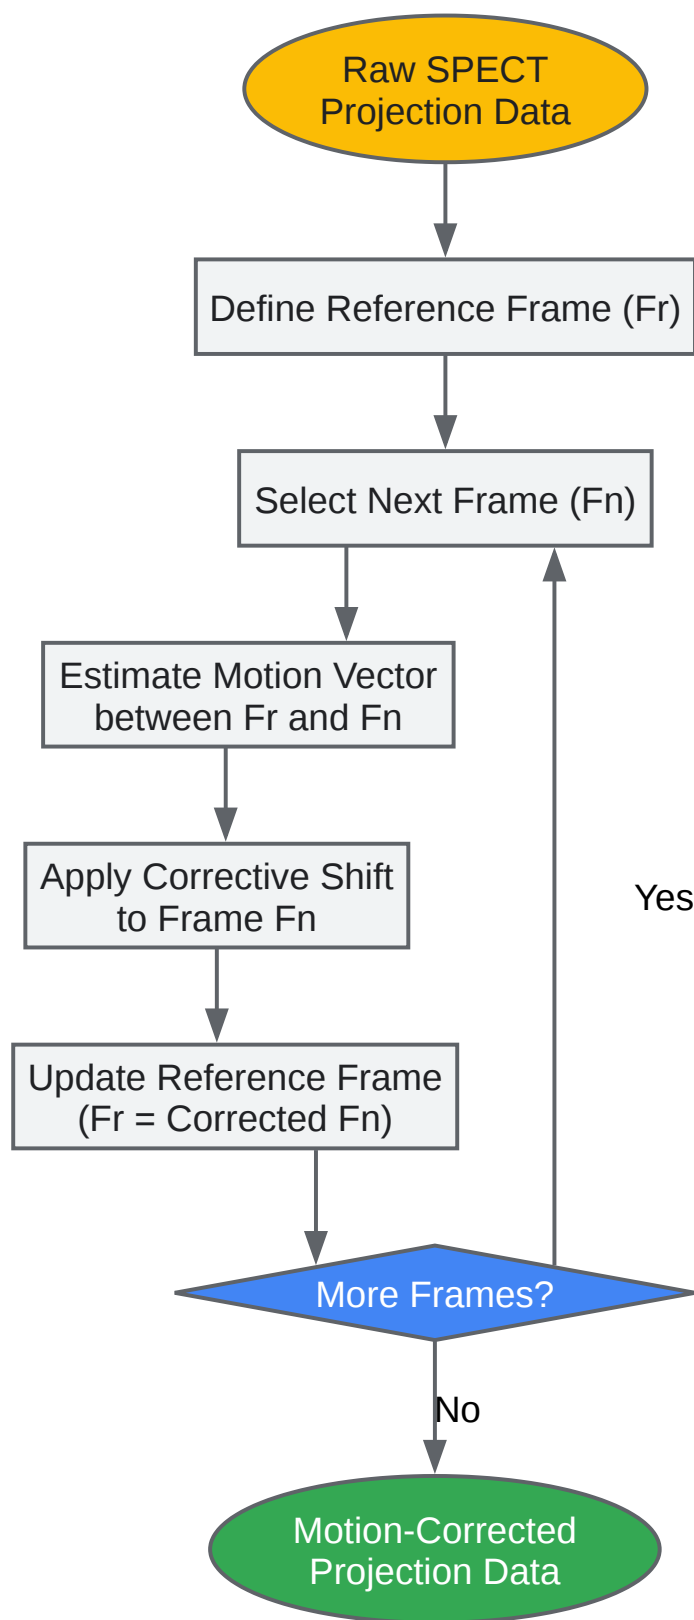 Raw SPECT
Projection Data
Define Reference Frame (Fr)
Select Next Frame (Fn)
Estimate Motion Vector
between Fr and Fn
Apply Corrective Shift
to Frame Fn
Yes
Update Reference Frame
(Fr = Corrected Fn)
More Frames?
No
Motion-Corrected
Projection Data